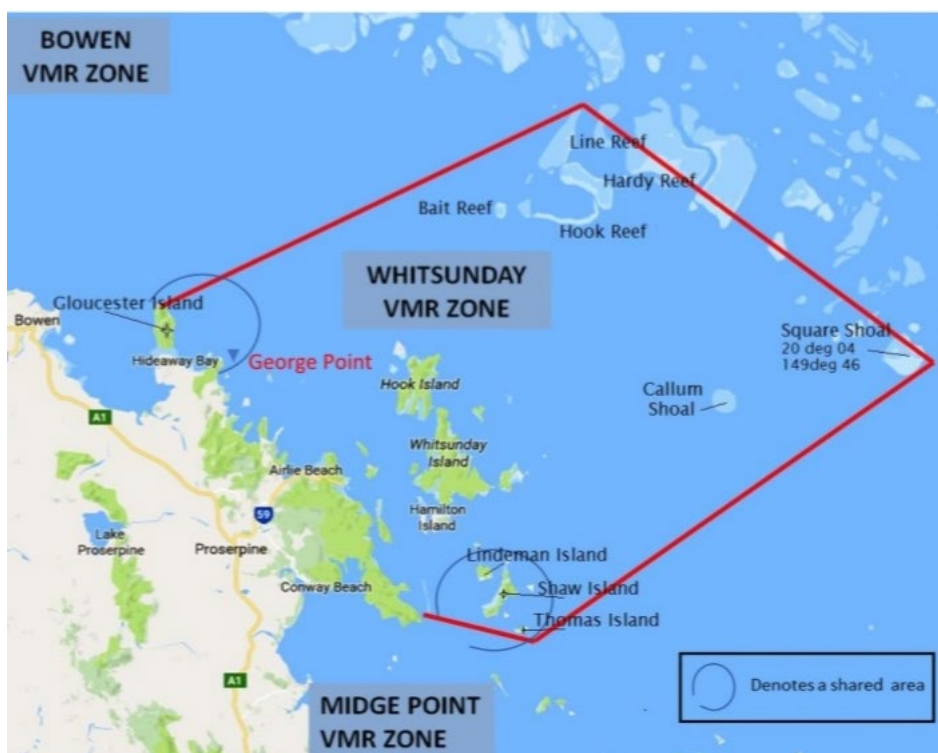 BOWEN
VMR ZONE
Line Reef
Hardy Reef
Bait Reef
Hook Reef
WHITSUNDAY
VMR ZONE
Gloucester Island
Bowen
Hideaway Bay
George Point
Square Shoal
20 deg 04
149deg 46
Hook Island
Callum
Shoal
A1
Whitsunday
Island
Airlie Beach
Hamilton
Island
59
Lake
Proserpine
Proserpine
Lindeman Island
Conway Beach
Shaw Island
Thomas Island
A1
MIDGE POINT
VMR ZONE
Denotes a shared area